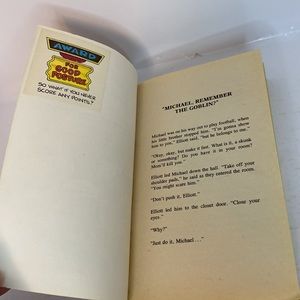 AWARD
FOR
GOOD
POSTURE
SO WHAT IF YOU NEVER
SCORE ANY POINTS?
"MICHAEL, REMEMBER
THE GOBLIN?"
Michael was on his way out to play football, when
his little brother stopped him. "I'm gonna show
him to you," Elliott said, "but he belongs to me."
"Okay, okay, but make it fast. What is it, a skunk
or something? Do you have it in your room?
Mom'll kill you."
Elliott led Michael down the hall. "Take off your
shoulder pads," he said as they entered the room.
"You might scare him."
"Don't push it, Elliott."
Elliott led him to the closet door. "Close your
eyes."
"Why?"
"Just do it, Michael . . ."